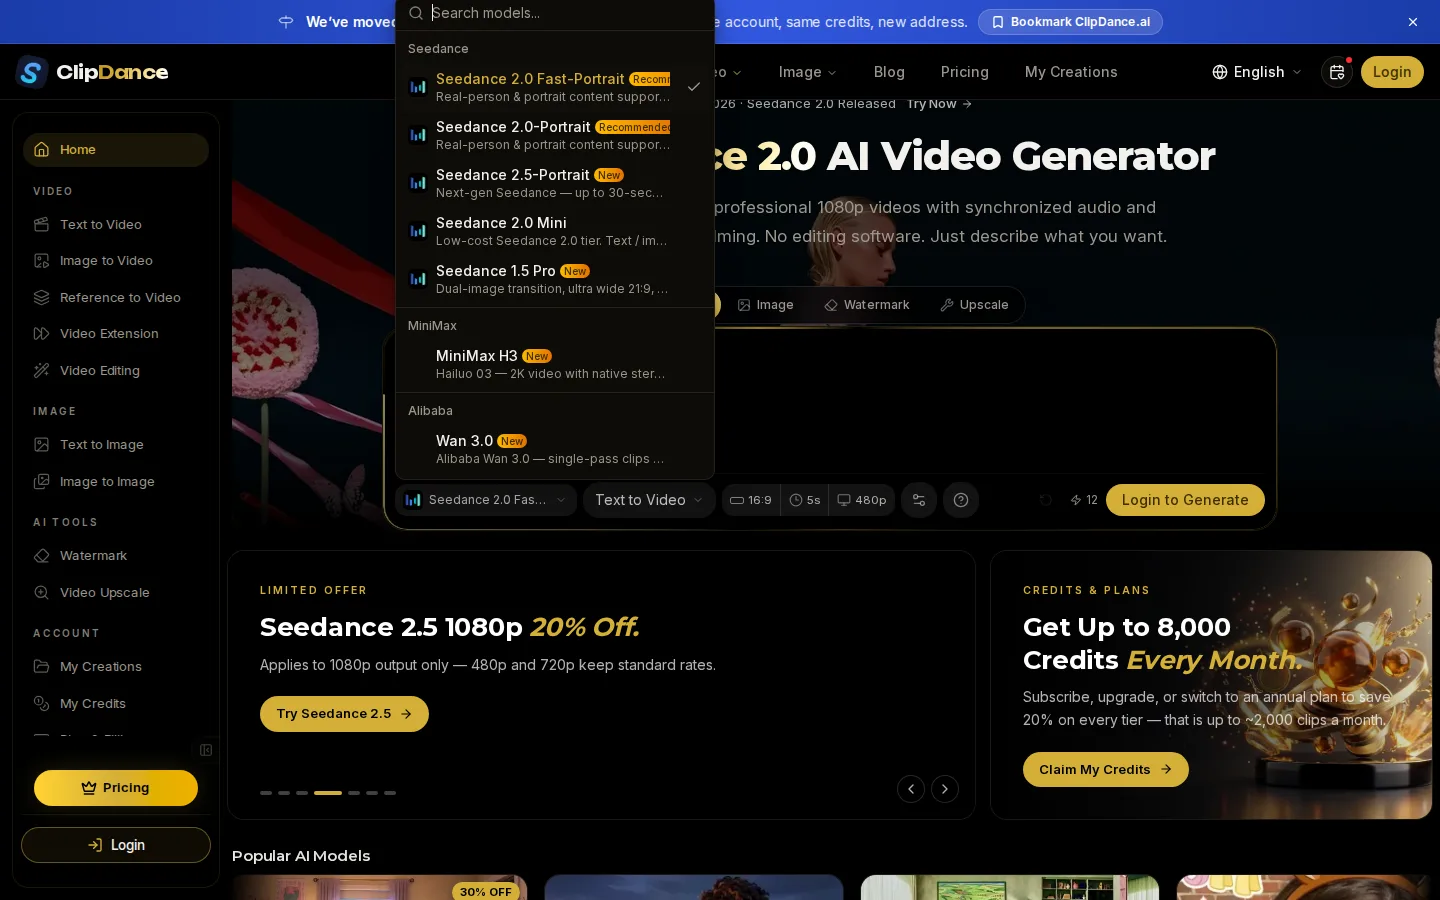 We've moved
e account, same credits, new address.
Bookmark ClipDance.ai
Search models...
ClipDance
Image
Blog
Pricing
My Creations
English
Login
Seedance
Seedance 2.0 Fast-Portrait
Real-person & portrait content suppor...
Seedance 2.0-Portrait
Recommended
Real-person & portrait content suppor...
Seedance 2.5-Portrait
New
Next-gen Seedance — up to 30-sec...
Seedance 2.0 Mini
Low-cost Seedance 2.0 tier. Text / im...
Seedance 1.5 Pro
New
Dual-image transition, ultra wide 21:9, ...
MiniMax
MiniMax H3
New
Hailuo 03 — 2K video with native ster...
Alibaba
Wan 3.0
New
Alibaba Wan 3.0 — single-pass clips ...
026 · Seedance 2.0 Released
Try Now
ce 2.0 AI Video Generator
professional 1080p videos with synchronized audio and
lming. No editing software. Just describe what you want.
Image
Watermark
Upscale
Seedance 2.0 Fas...
Text to Video
16:9
5s
480p
12
Login to Generate
Home
VIDEO
Text to Video
Image to Video
Reference to Video
Video Extension
Video Editing
IMAGE
Text to Image
Image to Image
AI TOOLS
Watermark
Video Upscale
ACCOUNT
My Creations
My Credits
Pricing
Login
LIMITED OFFER
Seedance 2.5 1080p 20% Off.
Applies to 1080p output only — 480p and 720p keep standard rates.
Try Seedance 2.5
CREDITS & PLANS
Get Up to 8,000
Credits Every Month.
Subscribe, upgrade, or switch to an annual plan to save
20% on every tier — that is up to ~2,000 clips a month.
Claim My Credits
Popular AI Models
30% OFF